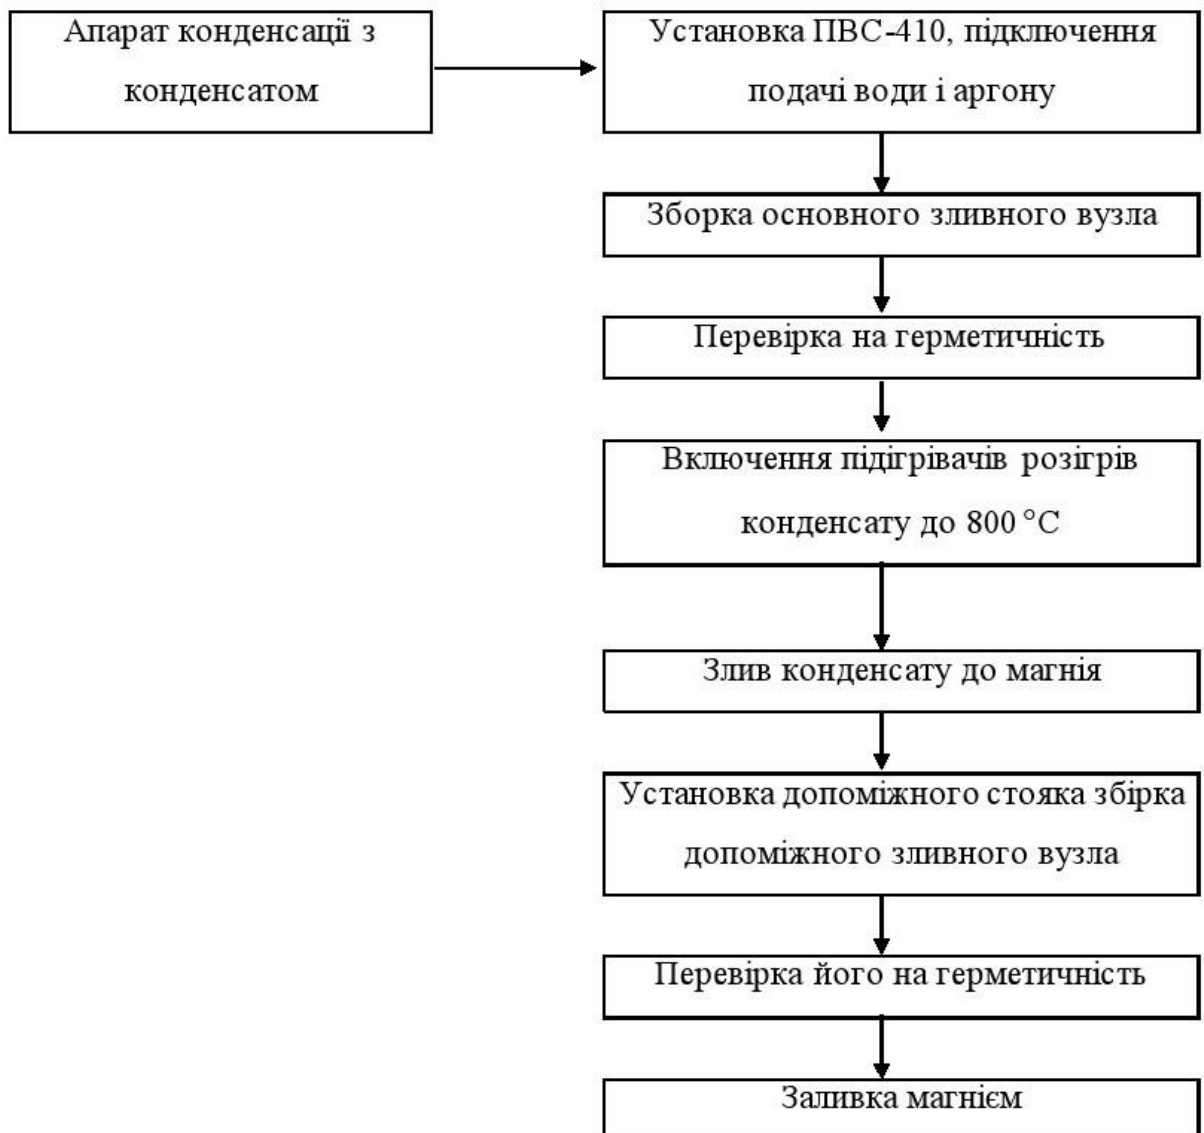 Апарат конденсації з
конденсатом
Установка ПВС-410, підключення
подачі води і аргону
Зборка основного зливного вузла
Перевірка на герметичність
Включення підігрівачів розігрів
конденсату до 800 °С
Злив конденсату до магнія
Установка допоміжного стояка збірка
допоміжного зливного вузла
Перевірка його на герметичність
Заливка магнієм